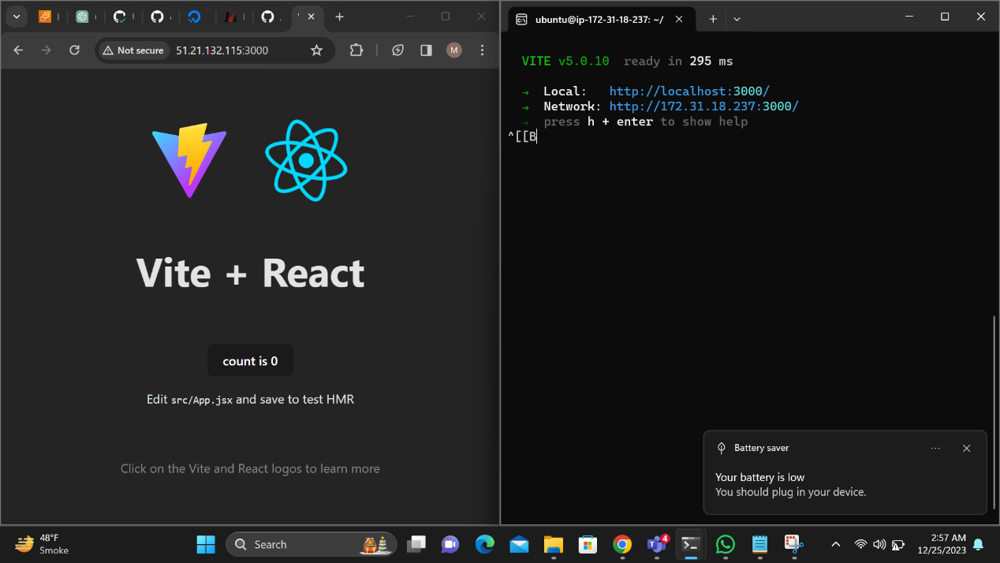 Not secure
51.21.132.115:3000
M
Vite + React
count is 0
Edit src/App.jsx and save to test HMR
Click on the Vite and React logos to learn more
ubuntu@ip-172-31-18-237: ~/
VITE v5.0.10 ready in 295 ms
➜ Local: http://localhost:3000/
➜ Network: http://172.31.18.237:3000/
➜ press h + enter to show help
^[[B
Battery saver
Your battery is low
You should plug in your device.
48°F
Smoke
Search
4
2:57 AM
12/25/2023